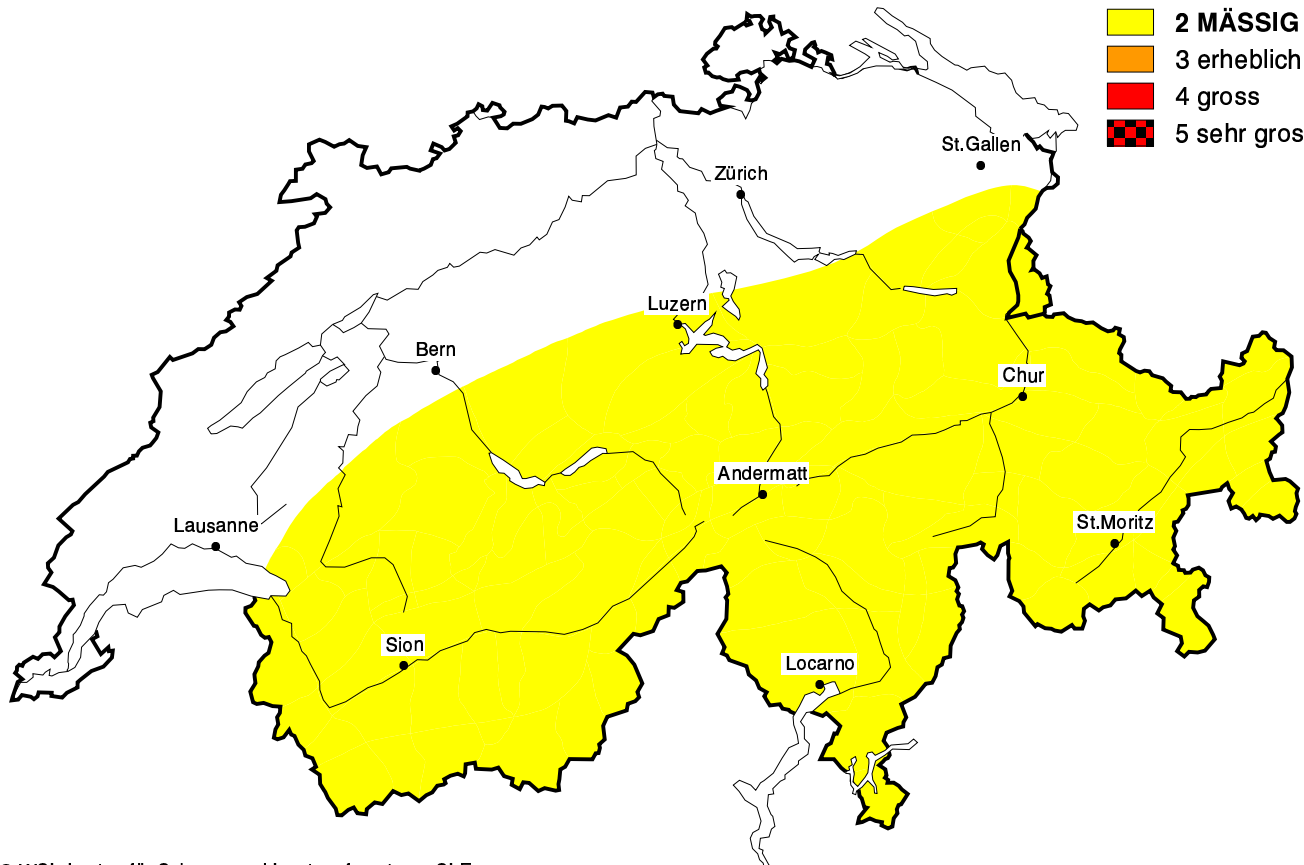 2 MÄSSIG
3 erheblich
4 gross
5 sehr gros
St.Gallen
Zürich
Luzern
Bern
Chur
Andermatt
Lausanne
St.Moritz
Sion
Locarno